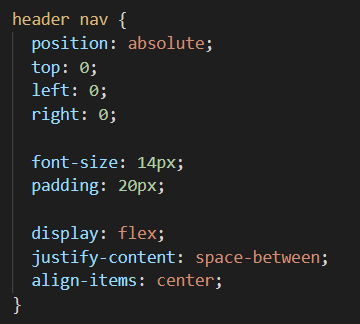 header nav {
  position: absolute;
  top: 0;
  left: 0;
  right: 0;

  font-size: 14px;
  padding: 20px;

  display: flex;
  justify-content: space-between;
  align-items: center;
}